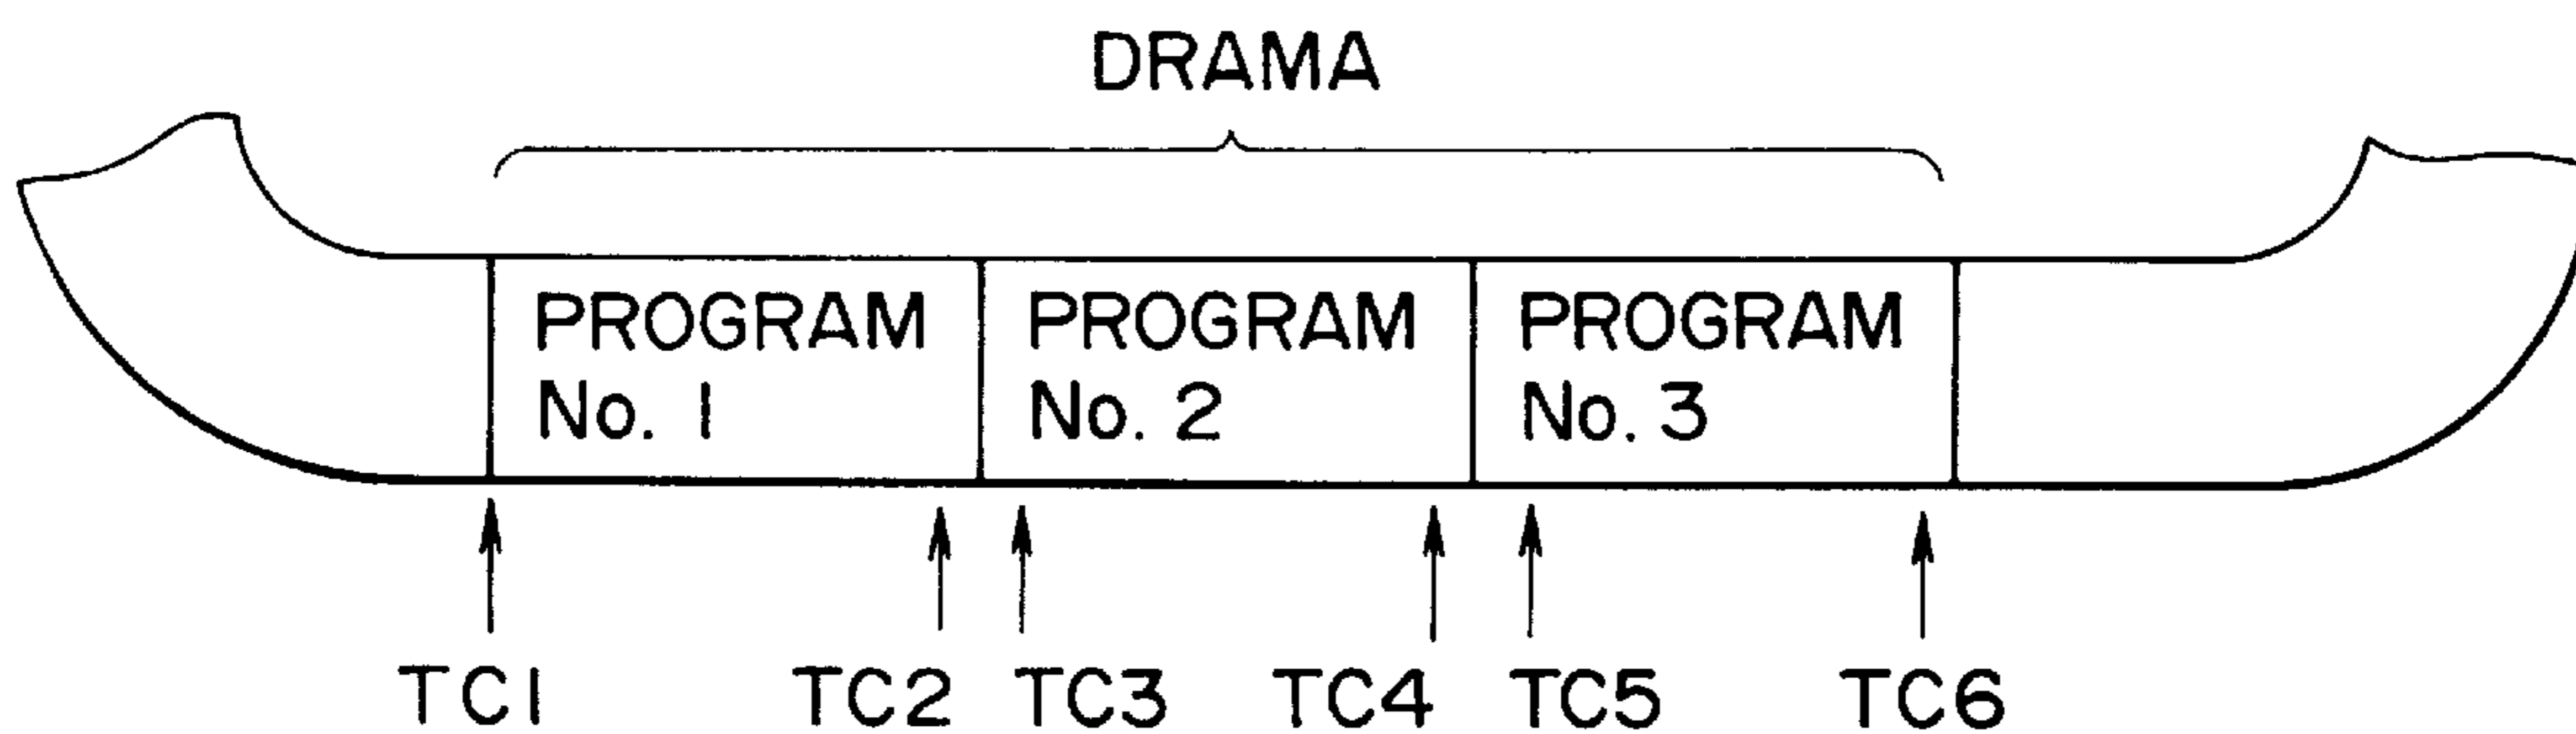 DRAMA
PROGRAM No. 1
PROGRAM No. 2
PROGRAM No. 3
TC1 TC2 TC3 TC4 TC5 TC6